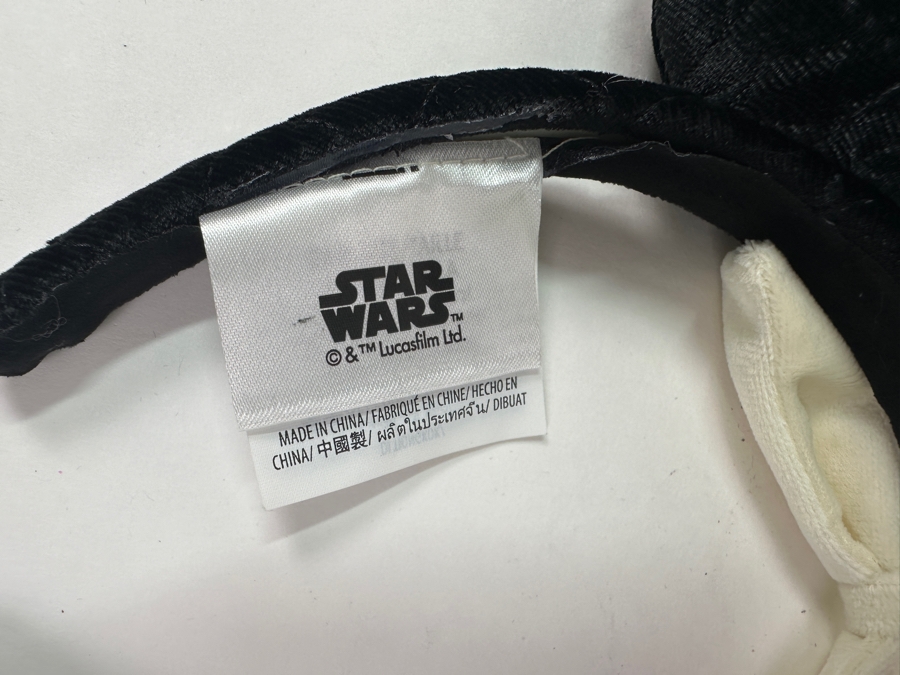 STAR
WARS™
© & ™ Lucasfilm Ltd.
MADE IN CHINA/ FABRIQUÉ EN CHINE/ HECHO EN
CHINA/ 中國製/ ผลิตในประเทศจีน/ DIBUAT